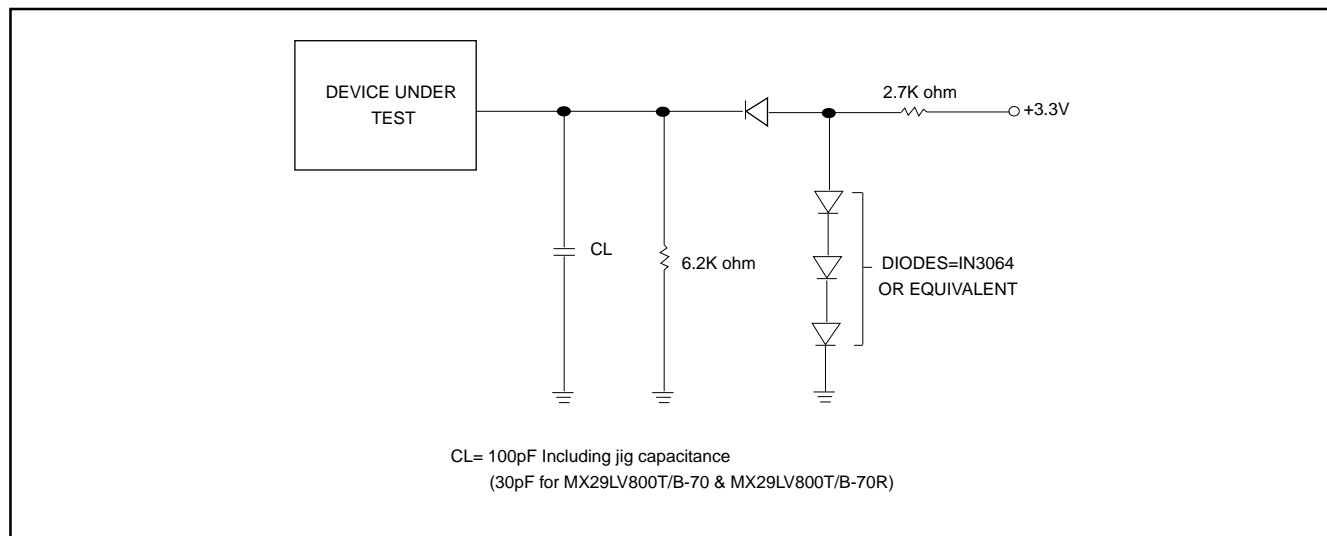 DEVICE UNDER
TEST
2.7K ohm
+3.3V
CL
6.2K ohm
DIODES=IN3064
OR EQUIVALENT
CL= 100pF Including jig capacitance
(30pF for MX29LV800T/B-70 & MX29LV800T/B-70R)